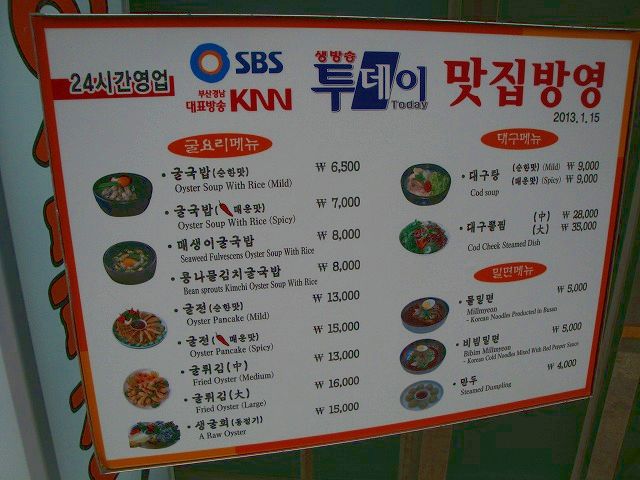 24시간영업
SBS
부산경남
대표방송 KNN
생방송
투데이
Today
맛집방영
2013.1.15
굴요리메뉴
굴국밥(순한맛) ₩ 6,500
Oyster Soup With Rice (Mild)
굴국밥(매운맛) ₩ 7,000
Oyster Soup With Rice (Spicy)
매생이굴국밥 ₩ 8,000
Seaweed Fulvescens Oyster Soup With Rice
콩나물김치굴국밥 ₩ 8,000
Bean sprouts Kimchi Oyster Soup With Rice
굴전(순한맛) ₩ 13,000
Oyster Pancake (Mild)
굴전(매운맛) ₩ 15,000
Oyster Pancake (Spicy)
굴튀김(中) ₩ 13,000
Fried Oyster (Medium)
굴튀김(大) ₩ 16,000
Fried Oyster (Large)
생굴회(동절기) ₩ 15,000
A Raw Oyster
대구메뉴
대구탕 (순한맛) (Mild) ₩ 9,000
(매운맛) (Spicy) ₩ 9,000
Cod soup
대구뽈찜 (中) ₩ 28,000
(大) ₩ 35,000
Cod Cheek Steamed Dish
밀면메뉴
물밀면 ₩ 5,000
Millmyeon
- Korean Noodles Producted in Busan
비빔밀면 ₩ 5,000
Bibim Millmyeon
- Korean Cold Noodles Mixed With Red Pepper Sauce
만두 ₩ 4,000
Steamed Dumpling